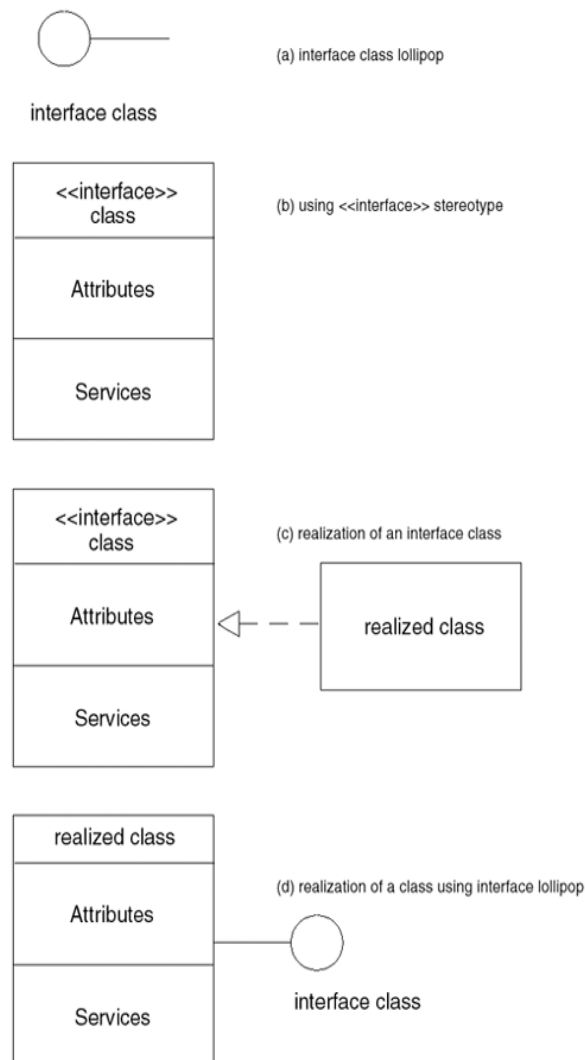 (a) interface class lollipop
interface class
<<interface>>
class
(b) using <<interface>> stereotype
Attributes
Services
<<interface>>
class
(c) realization of an interface class
Attributes
realized class
Services
realized class
(d) realization of a class using interface lollipop
Attributes
interface class
Services